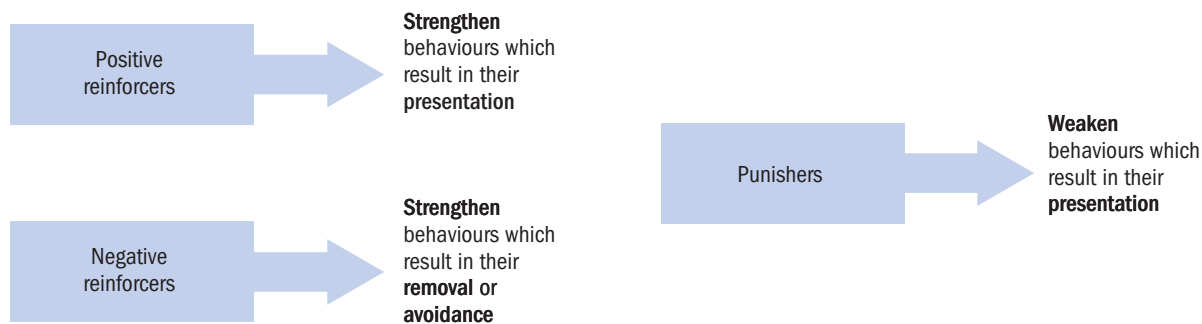 Positive
reinforcers
Strengthen
behaviours which
result in their
presentation
Negative
reinforcers
Strengthen
behaviours which
result in their
removal or
avoidance
Punishers
Weaken
behaviours which
result in their
presentation